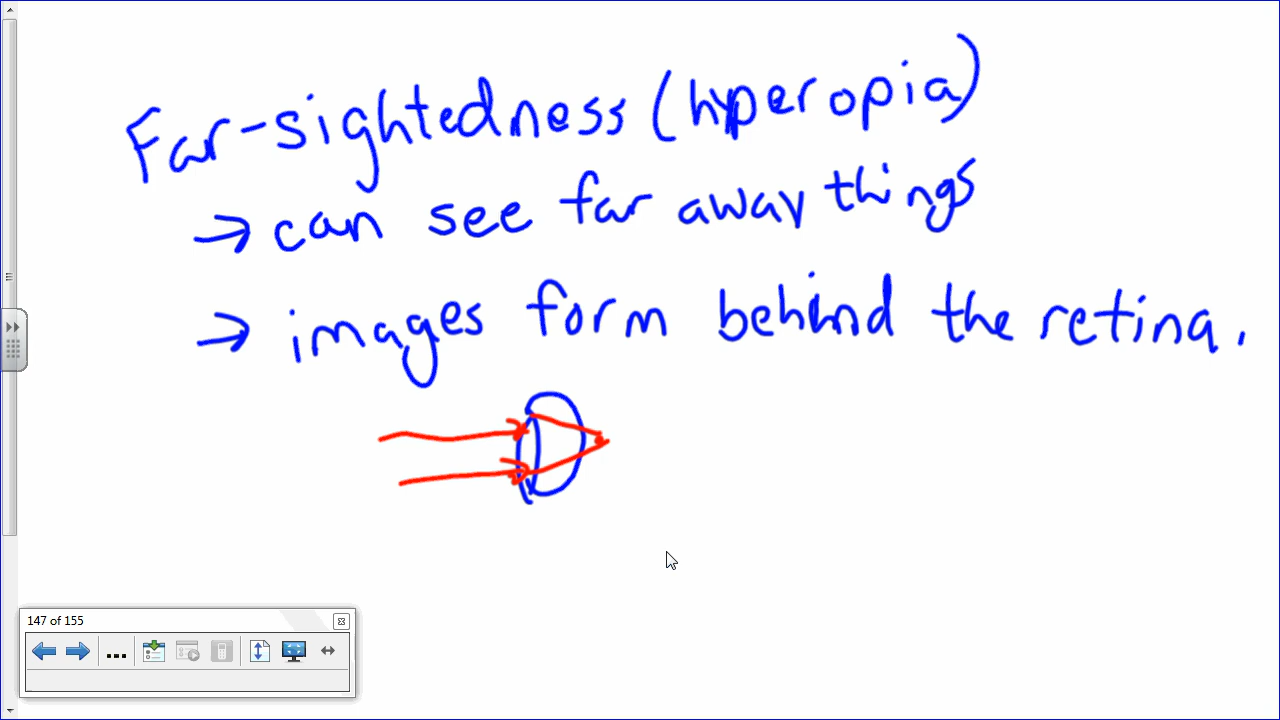 Far-sightedness (hyperopia)
→ can see far away things
→ images form behind the retina.
147 of 155
...